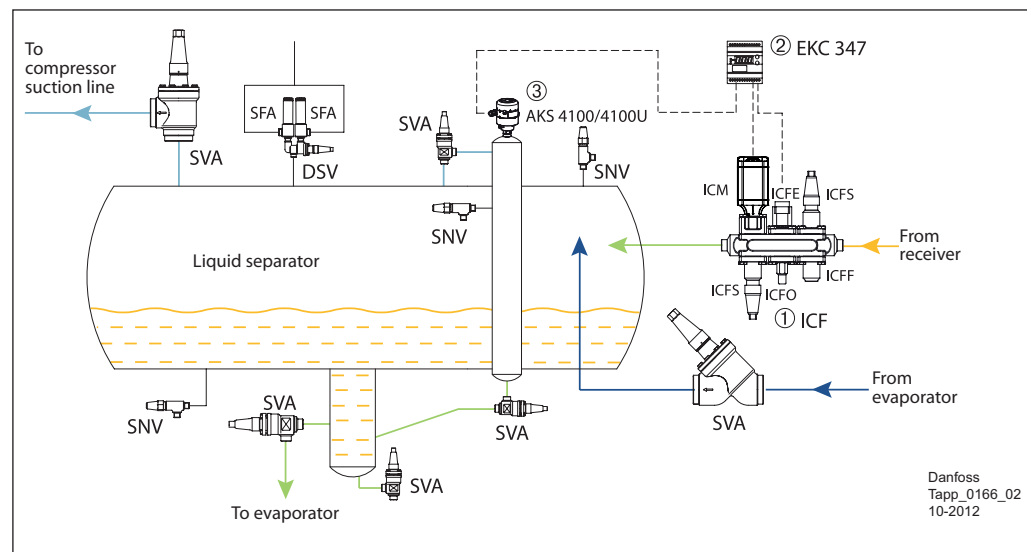 To
compressor
suction line
SVA
SFA
SFA
DSV
SVA
③
AKS 4100/4100U
② EKC 347
SNV
SNV
ICM
ICFE
ICFS
From
receiver
Liquid separator
ICFS
ICFO
ICFF
① ICF
From
evaporator
SVA
SNV
SVA
SVA
SVA
To evaporator
Danfoss
Tapp_0166_02
10-2012